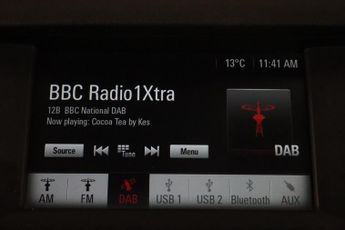 13°C 11:41 AM
BBC Radio1Xtra
12B BBC National DAB
Now playing: Cocoa Tea by Kes
Source Tune Menu
DAB
AM FM DAB USB 1 USB 2 Bluetooth AUX